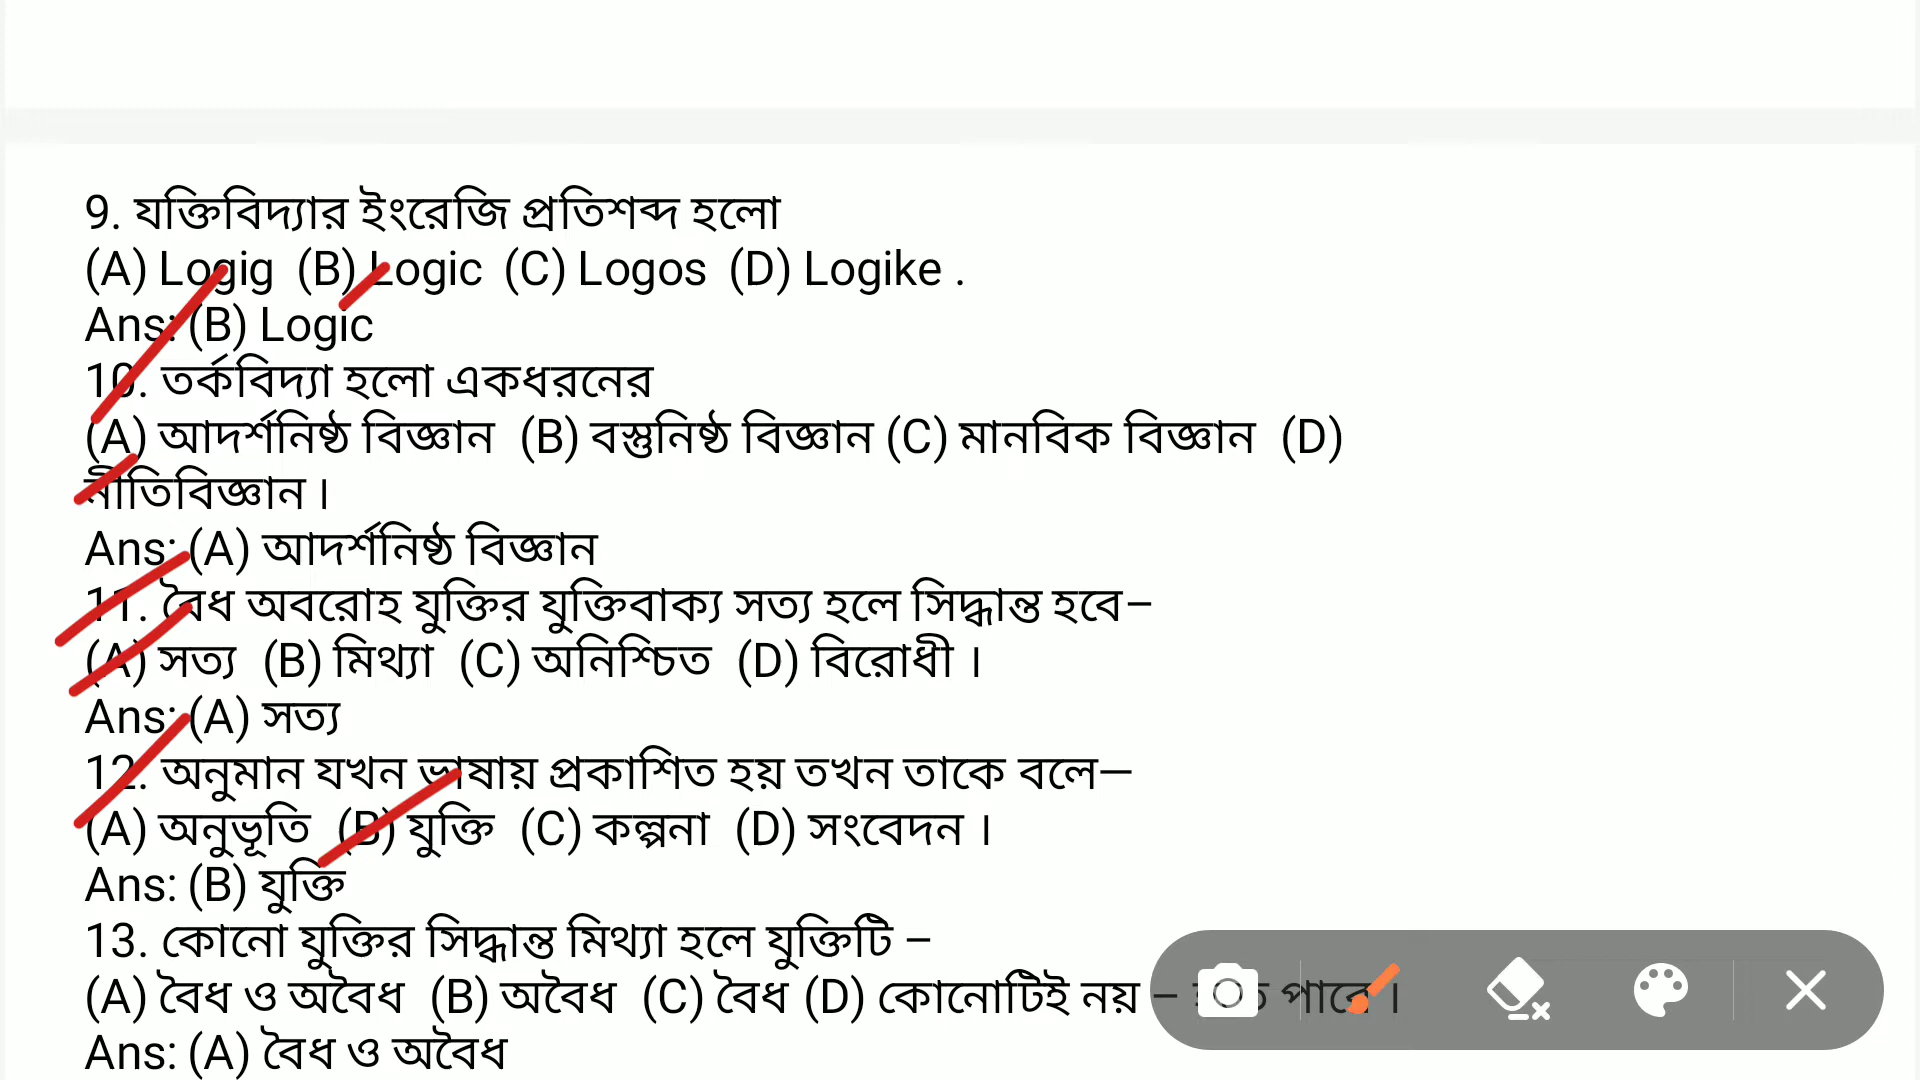 9. যক্তিবিদ্যার ইংরেজি প্রতিশব্দ হলো
(A) Logig (B) Logic (C) Logos (D) Logike .
Ans: (B) Logic
10. তর্কবিদ্যা হলো একধরনের
(A) আদর্শনিষ্ঠ বিজ্ঞান (B) বস্তুনিষ্ঠ বিজ্ঞান (C) মানবিক বিজ্ঞান (D)
নীতিবিজ্ঞান ।
Ans: (A) আদর্শনিষ্ঠ বিজ্ঞান
11. বৈধ অবরোহ যুক্তির যুক্তিবাক্য সত্য হলে সিদ্ধান্ত হবে–
(A) সত্য (B) মিথ্যা (C) অনিশ্চিত (D) বিরোধী ।
Ans: (A) সত্য
12. অনুমান যখন ভাষায় প্রকাশিত হয় তখন তাকে বলে—
(A) অনুভূতি (B) যুক্তি (C) কল্পনা (D) সংবেদন ।
Ans: (B) যুক্তি
13. কোনো যুক্তির সিদ্ধান্ত মিথ্যা হলে যুক্তিটি –
(A) বৈধ ও অবৈধ (B) অবৈধ (C) বৈধ (D) কোনোটিই নয় – পারে ।
Ans: (A) বৈধ ও অবৈধ